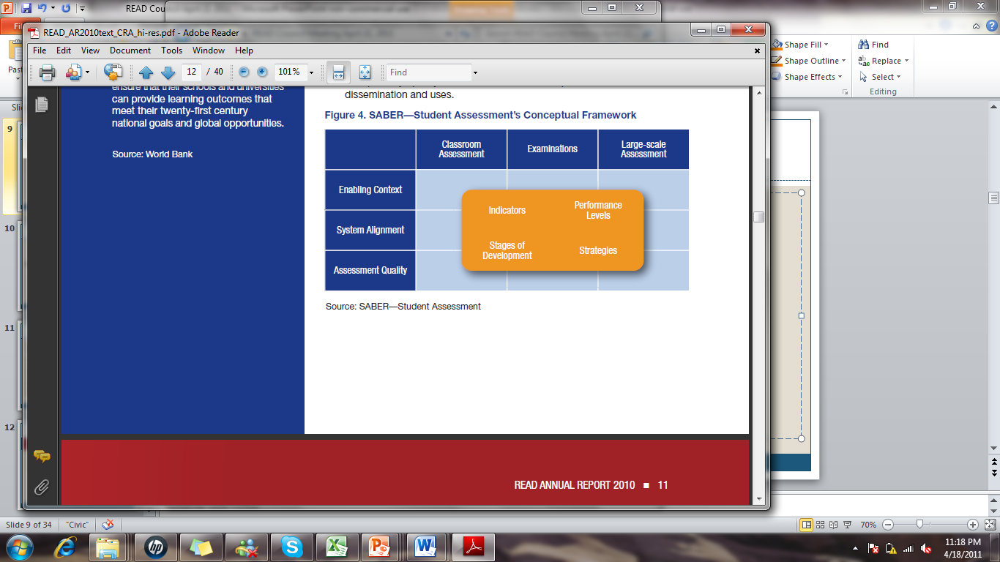 READ_AR2010text_CRA_hi-res.pdf - Adobe Reader
File Edit View Document Tools Window Help
12 / 40 101% Find
ensure that their schools and universities
can provide learning outcomes that
meet their twenty-first century
national goals and global opportunities.
Source: World Bank
dissemination and uses.
Figure 4. SABER—Student Assessment's Conceptual Framework
Classroom
Assessment
Examinations
Large-scale
Assessment
Enabling Context
System Alignment
Assessment Quality
Indicators
Performance
Levels
Stages of
Development
Strategies
Source: SABER—Student Assessment
READ ANNUAL REPORT 2010 ■ 11
Shape Fill
Shape Outline
Shape Effects
Find
Replace
Select
Editing
9
10
11
12
Slide 9 of 34 "Civic" 70%
11:18 PM
4/18/2011